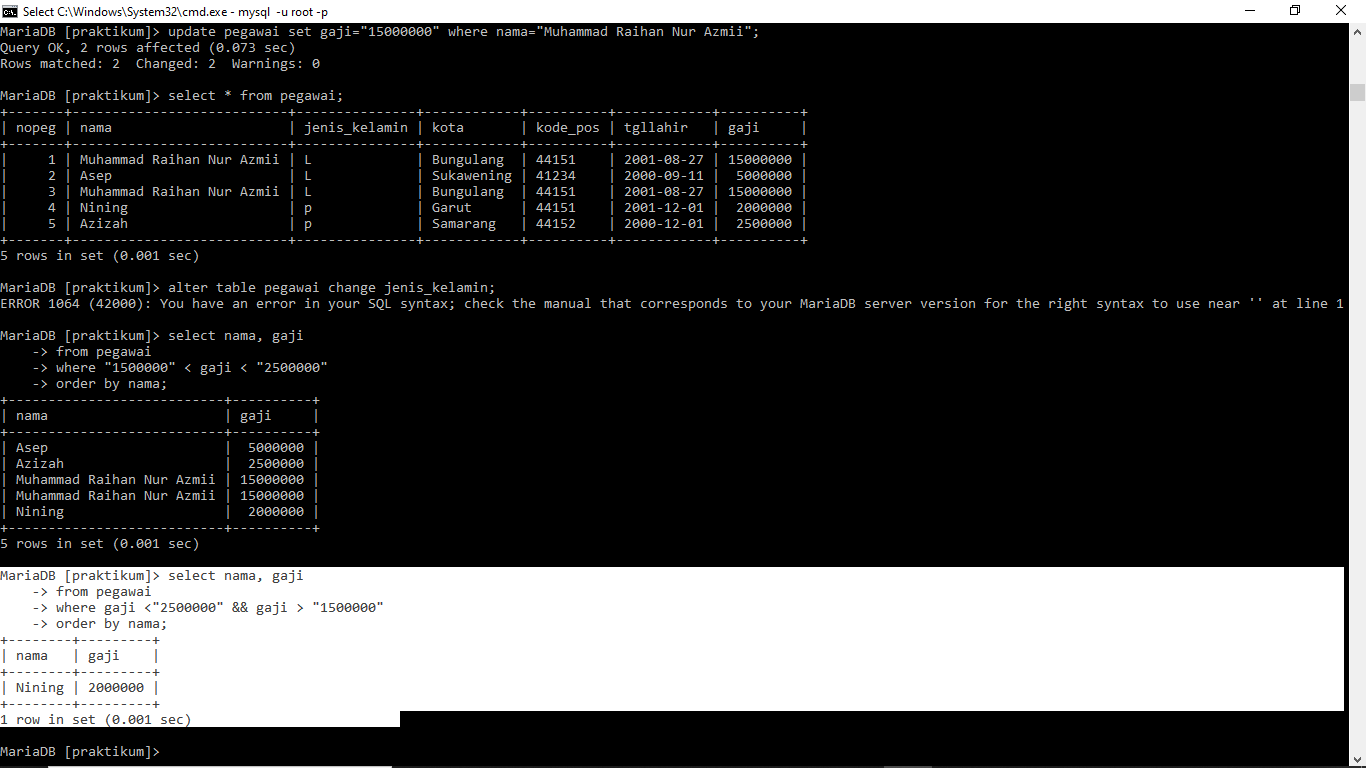 Select C:\Windows\System32\cmd.exe - mysql  -u root -p
MariaDB [praktikum]> update pegawai set gaji="15000000" where nama="Muhammad Raihan Nur Azmii";
Query OK, 2 rows affected (0.073 sec)
Rows matched: 2  Changed: 2  Warnings: 0
MariaDB [praktikum]> select * from pegawai;
+-------+---------------------------+---------------+------------+----------+------------+----------+
| nopeg | nama                      | jenis_kelamin | kota       | kode_pos | tgllahir   | gaji     |
+-------+---------------------------+---------------+------------+----------+------------+----------+
|     1 | Muhammad Raihan Nur Azmii | L             | Bungulang  | 44151    | 2001-08-27 | 15000000 |
|     2 | Asep                      | L             | Sukawening | 41234    | 2000-09-11 |  5000000 |
|     3 | Muhammad Raihan Nur Azmii | L             | Bungulang  | 44151    | 2001-08-27 | 15000000 |
|     4 | Nining                    | p             | Garut      | 44151    | 2001-12-01 |  2000000 |
|     5 | Azizah                    | p             | Samarang   | 44152    | 2000-12-01 |  2500000 |
+-------+---------------------------+---------------+------------+----------+------------+----------+
5 rows in set (0.001 sec)
MariaDB [praktikum]> alter table pegawai change jenis_kelamin;
ERROR 1064 (42000): You have an error in your SQL syntax; check the manual that corresponds to your MariaDB server version for the right syntax to use near '' at line 1
MariaDB [praktikum]> select nama, gaji
    -> from pegawai
    -> where "1500000" < gaji < "2500000"
    -> order by nama;
+---------------------------+----------+
| nama                      | gaji     |
+---------------------------+----------+
| Asep                      |  5000000 |
| Azizah                    |  2500000 |
| Muhammad Raihan Nur Azmii | 15000000 |
| Muhammad Raihan Nur Azmii | 15000000 |
| Nining                    |  2000000 |
+---------------------------+----------+
5 rows in set (0.001 sec)
MariaDB [praktikum]> select nama, gaji
    -> from pegawai
    -> where gaji <"2500000" && gaji > "1500000"
    -> order by nama;
+--------+---------+
| nama   | gaji    |
+--------+---------+
| Nining | 2000000 |
+--------+---------+
1 row in set (0.001 sec)
MariaDB [praktikum]>